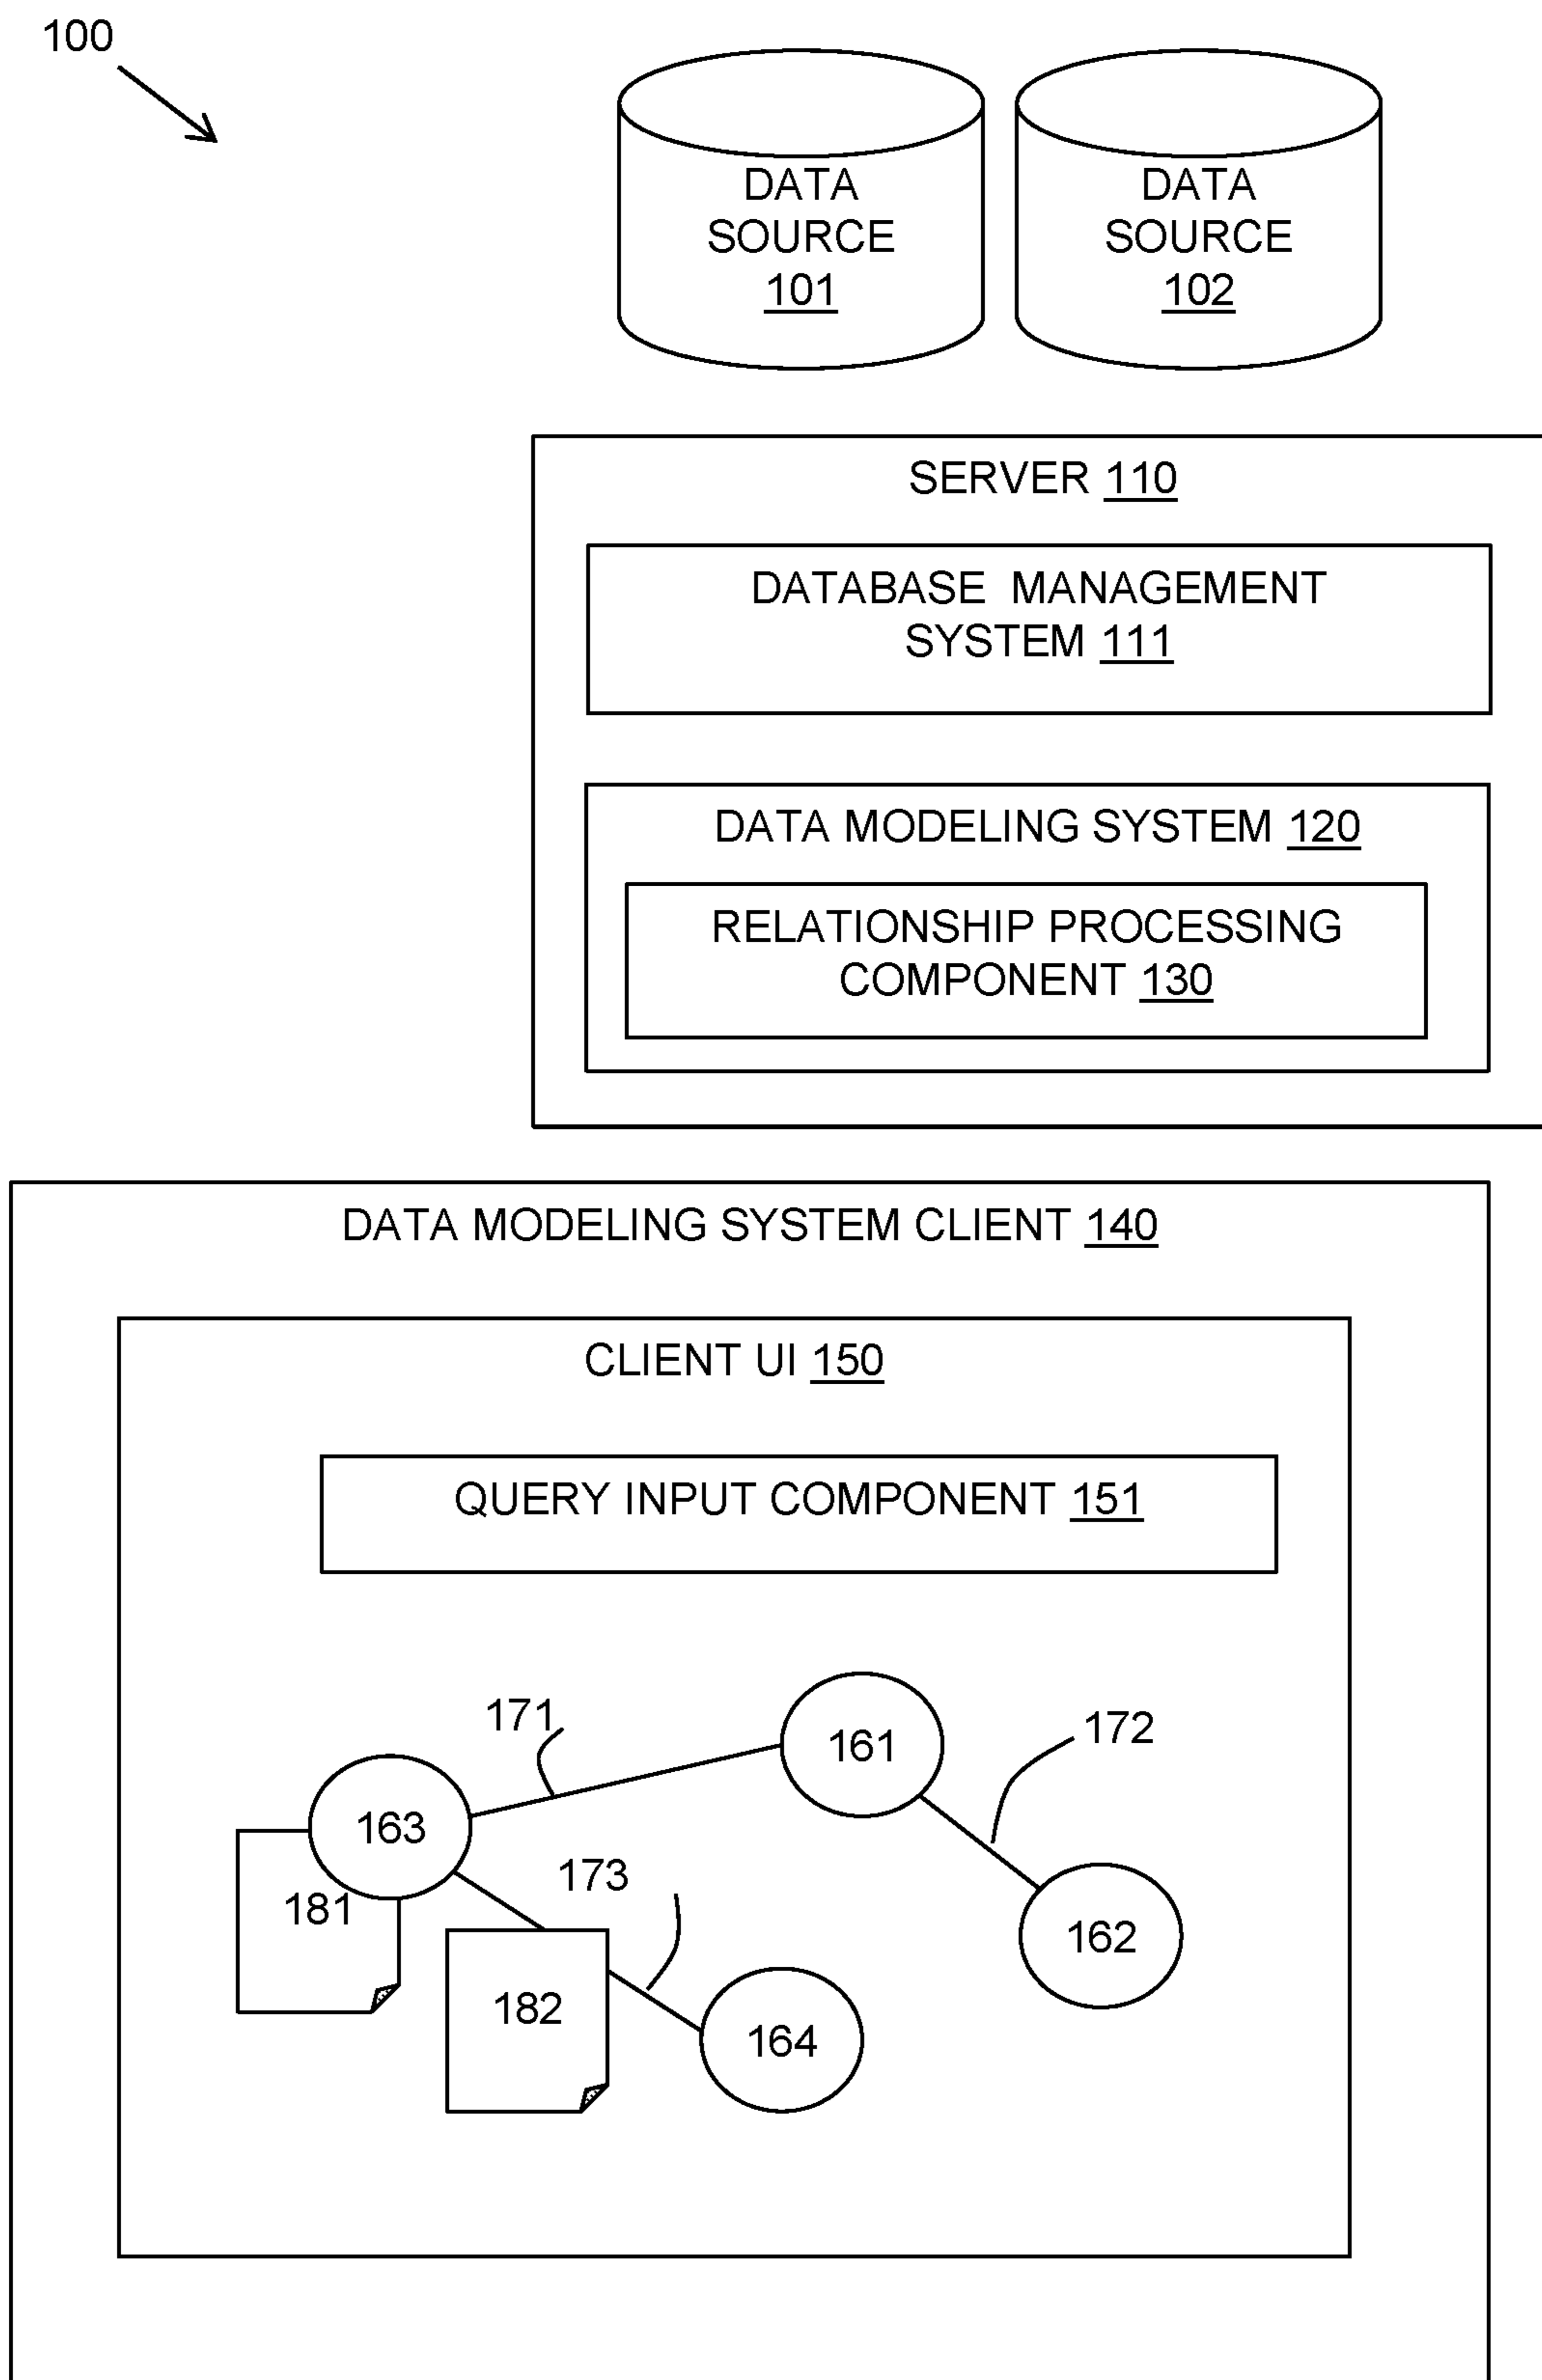 100
DATA
SOURCE
101
DATA
SOURCE
102
SERVER 110
DATABASE MANAGEMENT
SYSTEM 111
DATA MODELING SYSTEM 120
RELATIONSHIP PROCESSING
COMPONENT 130
DATA MODELING SYSTEM CLIENT 140
CLIENT UI 150
QUERY INPUT COMPONENT 151
171
161
172
163
173
181
162
182
164